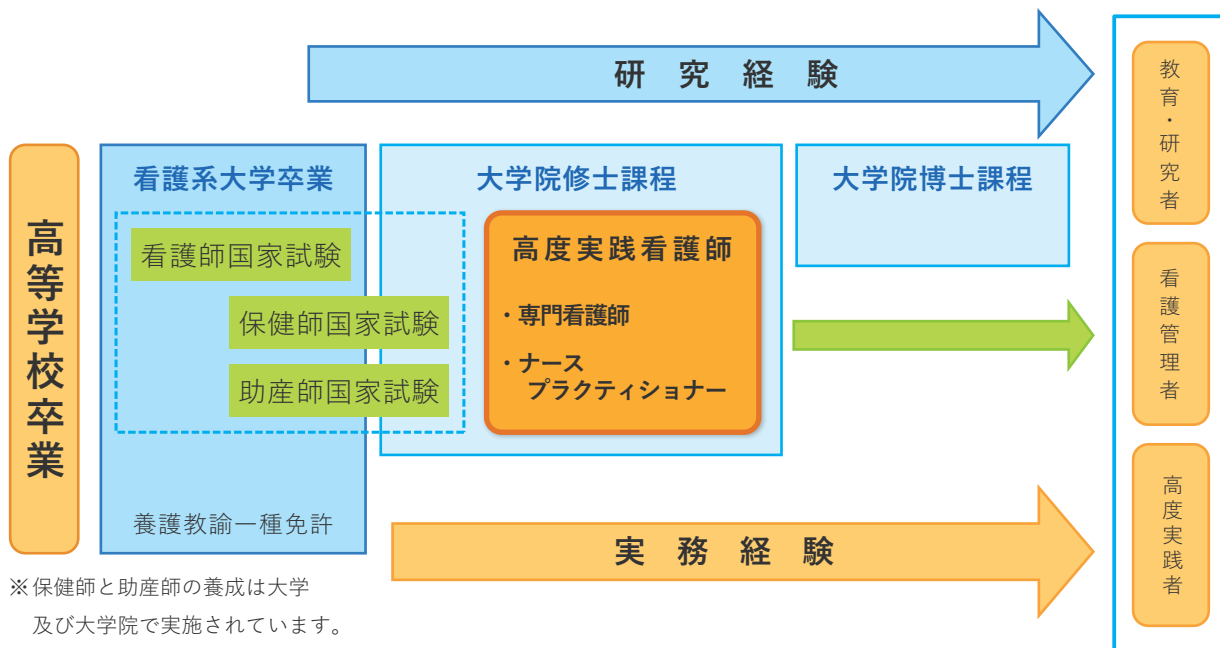 研究経験
高等学校卒業
看護系大学卒業
看護師国家試験
保健師国家試験
助産師国家試験
養護教諭一種免許
大学院修士課程
高度実践看護師
・専門看護師
・ナース
プラクティショナー
大学院博士課程
実務経験
教育・研究者
看護管理者
高度実践者
※保健師と助産師の養成は大学
及び大学院で実施されています。